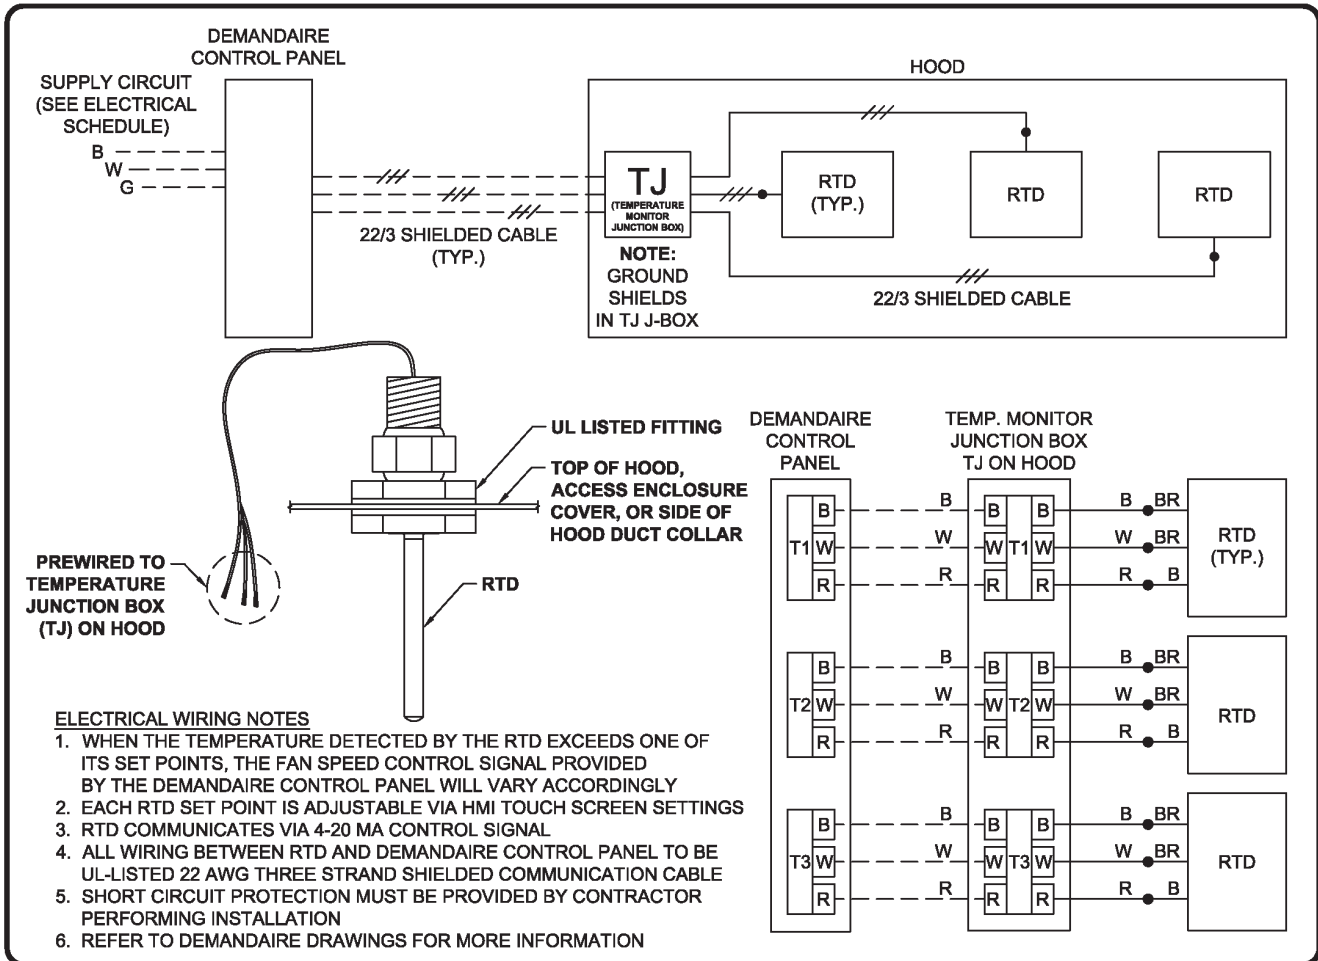 DEMANDAIRE
CONTROL PANEL
SUPPLY CIRCUIT
(SEE ELECTRICAL
SCHEDULE)
B
W
G
22/3 SHIELDED CABLE
(TYP.)
HOOD
TJ
(TEMPERATURE
MONITOR
JUNCTION BOX)
NOTE:
GROUND
SHIELDS
IN TJ J-BOX
RTD
(TYP.)
RTD
RTD
22/3 SHIELDED CABLE
UL LISTED FITTING
TOP OF HOOD,
ACCESS ENCLOSURE
COVER, OR SIDE OF
HOOD DUCT COLLAR
RTD
PREWIRED TO
TEMPERATURE
JUNCTION BOX
(TJ) ON HOOD
DEMANDAIRE
CONTROL
PANEL
TEMP. MONITOR
JUNCTION BOX
TJ ON HOOD
B B B B B BR
T1 W W W T1 W W BR
R R R R R B
RTD
(TYP.)
B B B B B BR
T2 W W W T2 W W BR
R R R R R B
RTD
B B B B B BR
T3 W W W T3 W W BR
R R R R R B
RTD
ELECTRICAL WIRING NOTES
1. WHEN THE TEMPERATURE DETECTED BY THE RTD EXCEEDS ONE OF
ITS SET POINTS, THE FAN SPEED CONTROL SIGNAL PROVIDED
BY THE DEMANDAIRE CONTROL PANEL WILL VARY ACCORDINGLY
2. EACH RTD SET POINT IS ADJUSTABLE VIA HMI TOUCH SCREEN SETTINGS
3. RTD COMMUNICATES VIA 4-20 MA CONTROL SIGNAL
4. ALL WIRING BETWEEN RTD AND DEMANDAIRE CONTROL PANEL TO BE
UL-LISTED 22 AWG THREE STRAND SHIELDED COMMUNICATION CABLE
5. SHORT CIRCUIT PROTECTION MUST BE PROVIDED BY CONTRACTOR
PERFORMING INSTALLATION
6. REFER TO DEMANDAIRE DRAWINGS FOR MORE INFORMATION